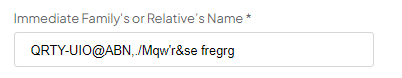 Immediate Family's or Relative's Name *
QRTY-UIO@ABN,./Mqw'r&se fregrg